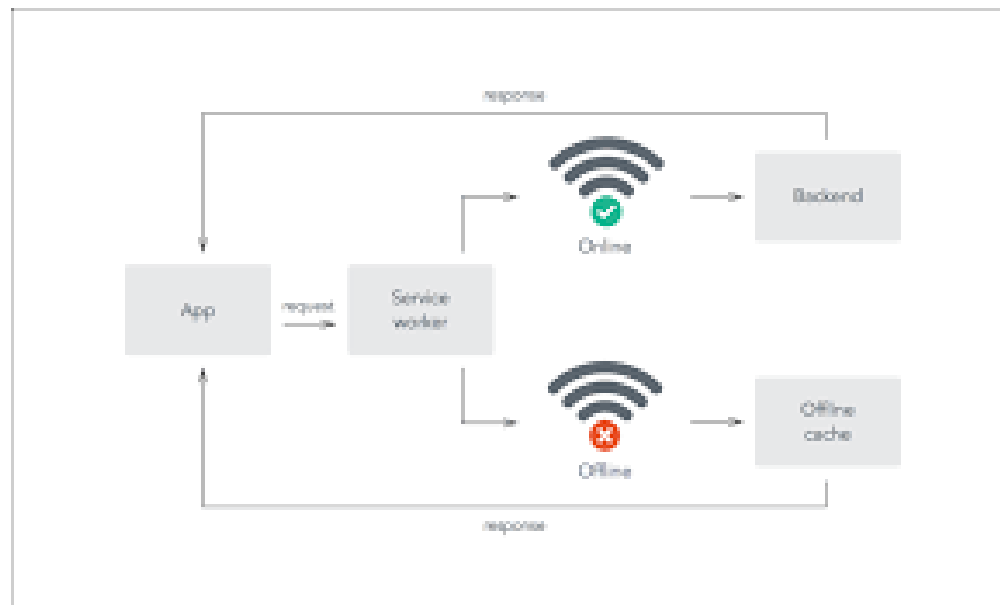 response
Backend
Online
App
request
Service
worker
Offline
cache
Offline
response